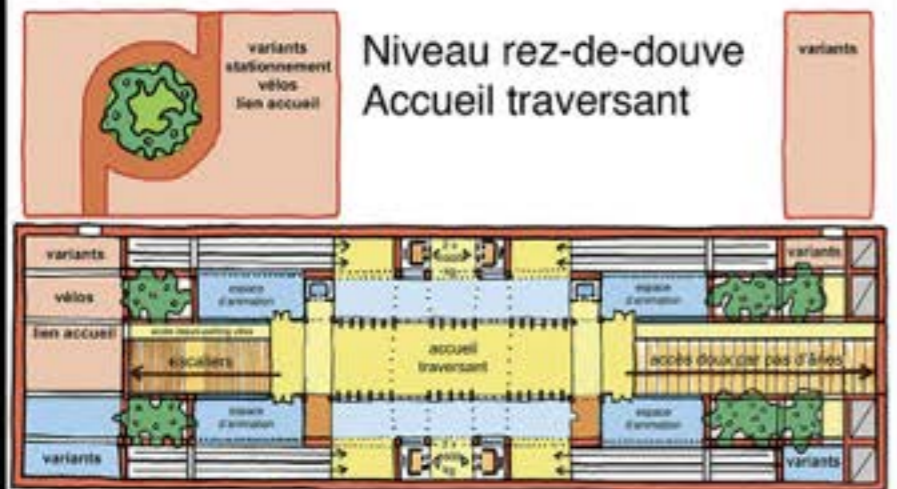 variants
stationnement
vélos
lien accueil
Niveau rez-de-douve
Accueil traversant
variants
variants
variants
vélos
espace
d'animation
espace
d'animation
lien accueil
escaliers
accueil
traversant
accès doux par pas d'ânes
espace
d'animation
espace
d'animation
variants
variants